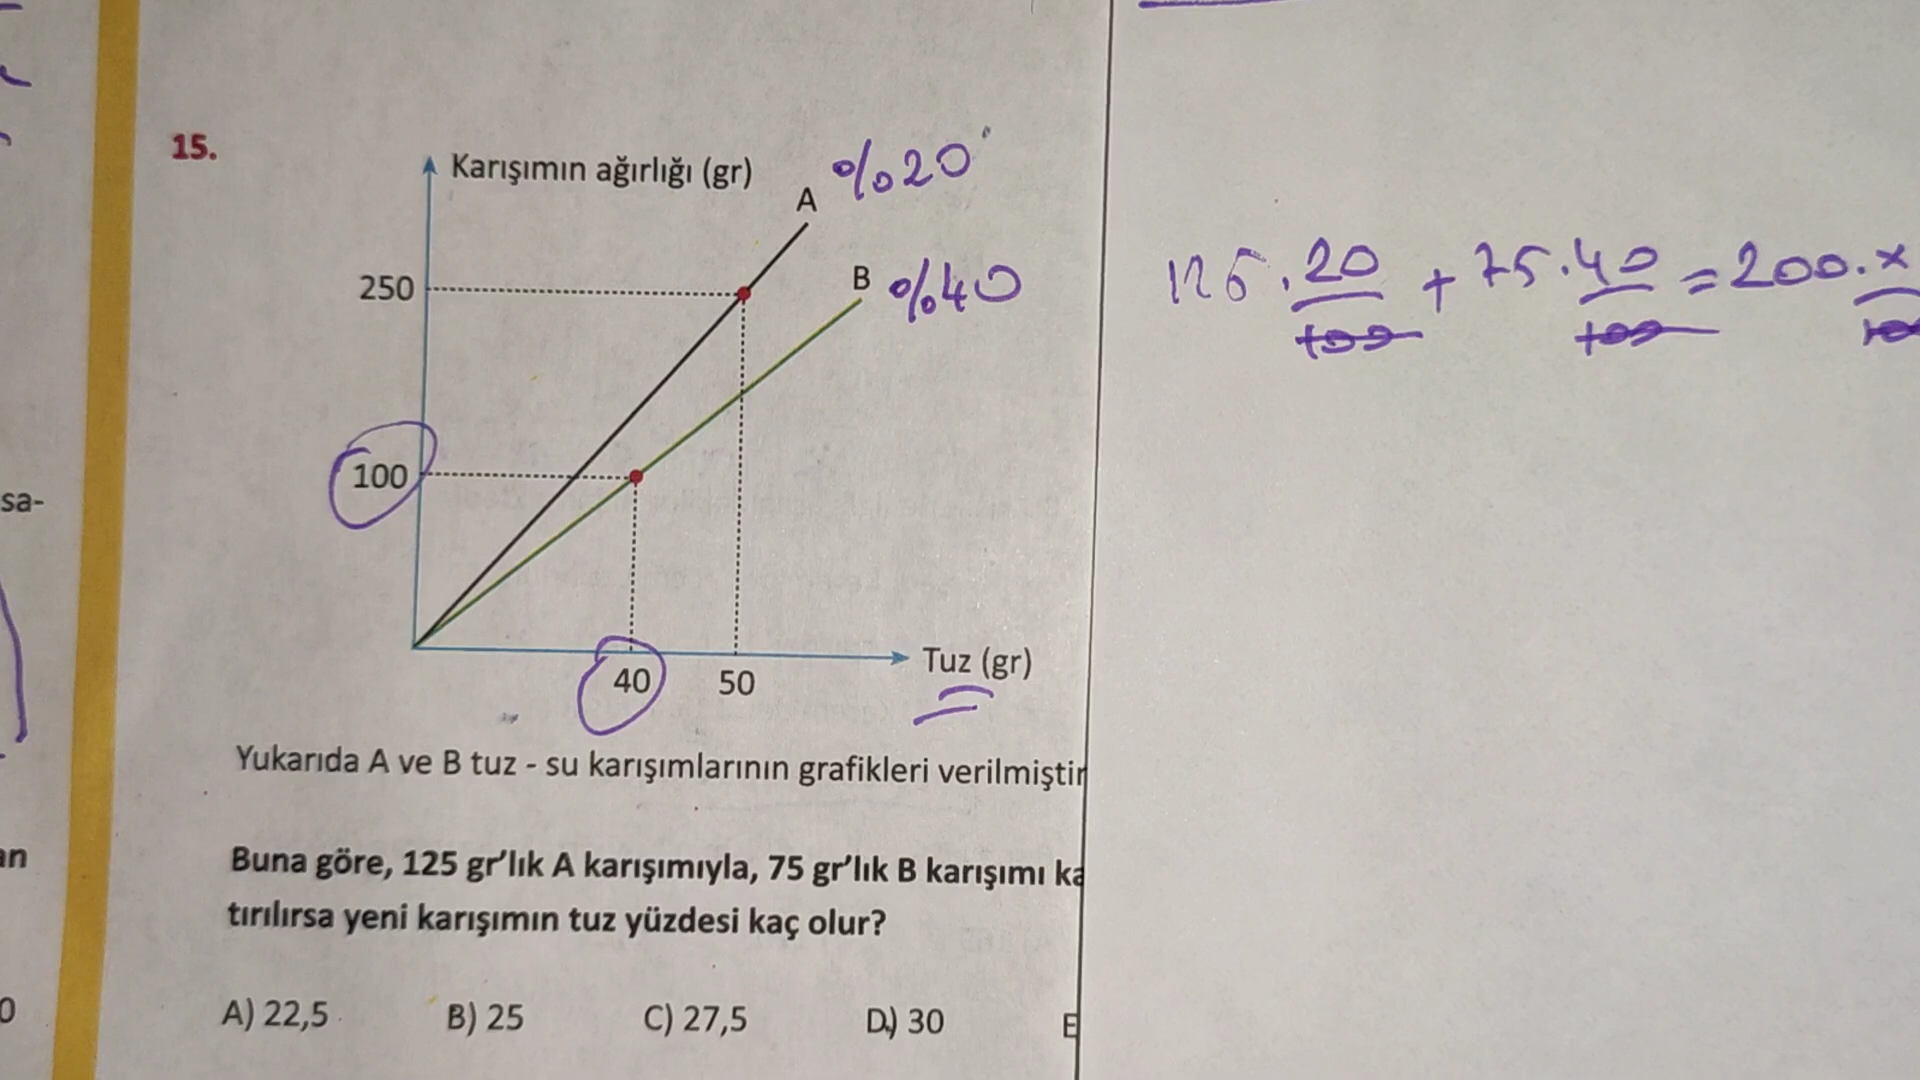 15.
Karışımın ağırlığı (gr)
A %20
B %40
250
100
40 50
Tuz (gr)
125 . 20/100 + 75 . 40/100 = 200 . x
Yukarıda A ve B tuz - su karışımlarının grafikleri verilmiştir
Buna göre, 125 gr’lık A karışımıyla, 75 gr’lık B karışımı ka
tırılırsa yeni karışımın tuz yüzdesi kaç olur?
A) 22,5 B) 25 C) 27,5 D) 30 E
sa-
an
0